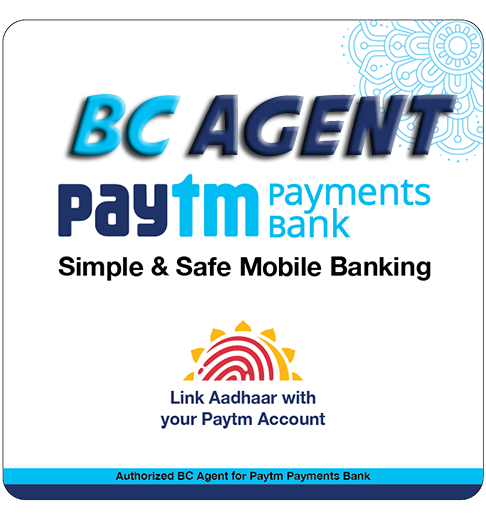 BC AGENT
paytm Payments
Bank
Simple & Safe Mobile Banking
Link Aadhaar with
your Paytm Account
Authorized BC Agent for Paytm Payments Bank